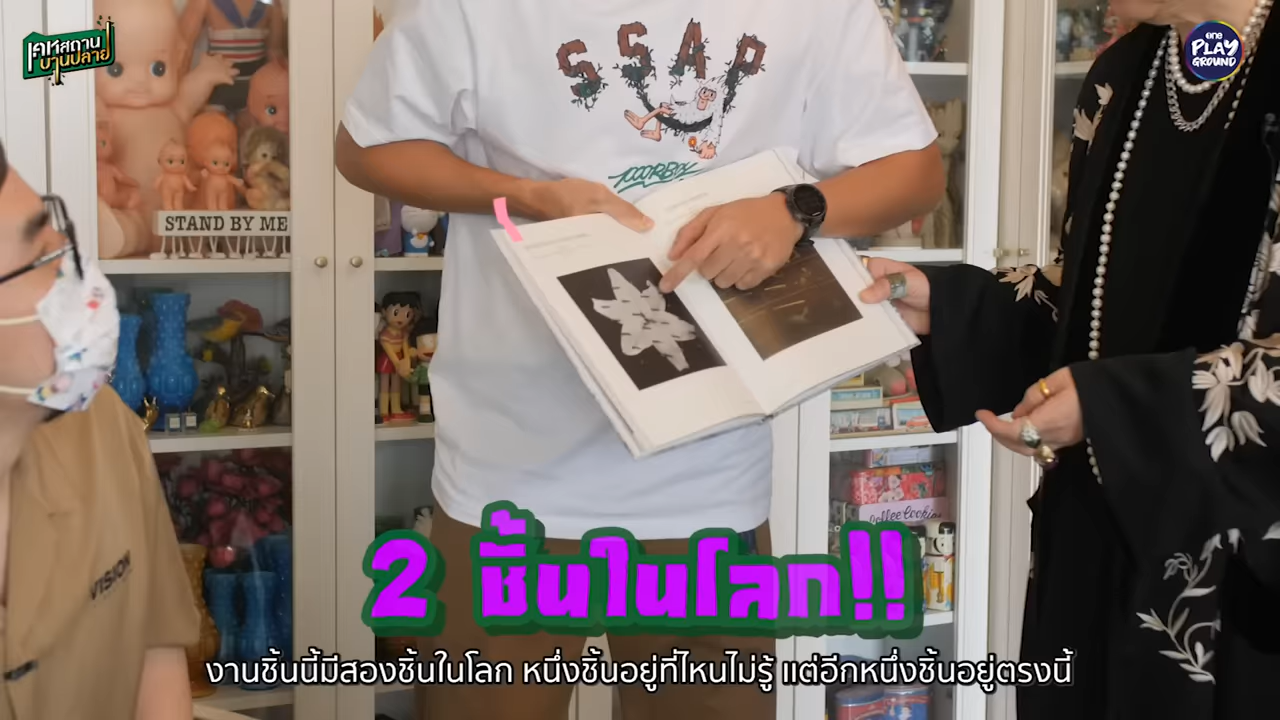 เคหสถาน
บานปลาย
one
PLAY
GROUND
SSAP
1000RBOY
STAND BY ME
VISION
Coffee Cookies
2 ชิ้นในโลก!!
งานชิ้นนี้มีสองชิ้นในโลก หนึ่งชิ้นอยู่ที่ไหนไม่รู้ แต่อีกหนึ่งชิ้นอยู่ตรงนี้